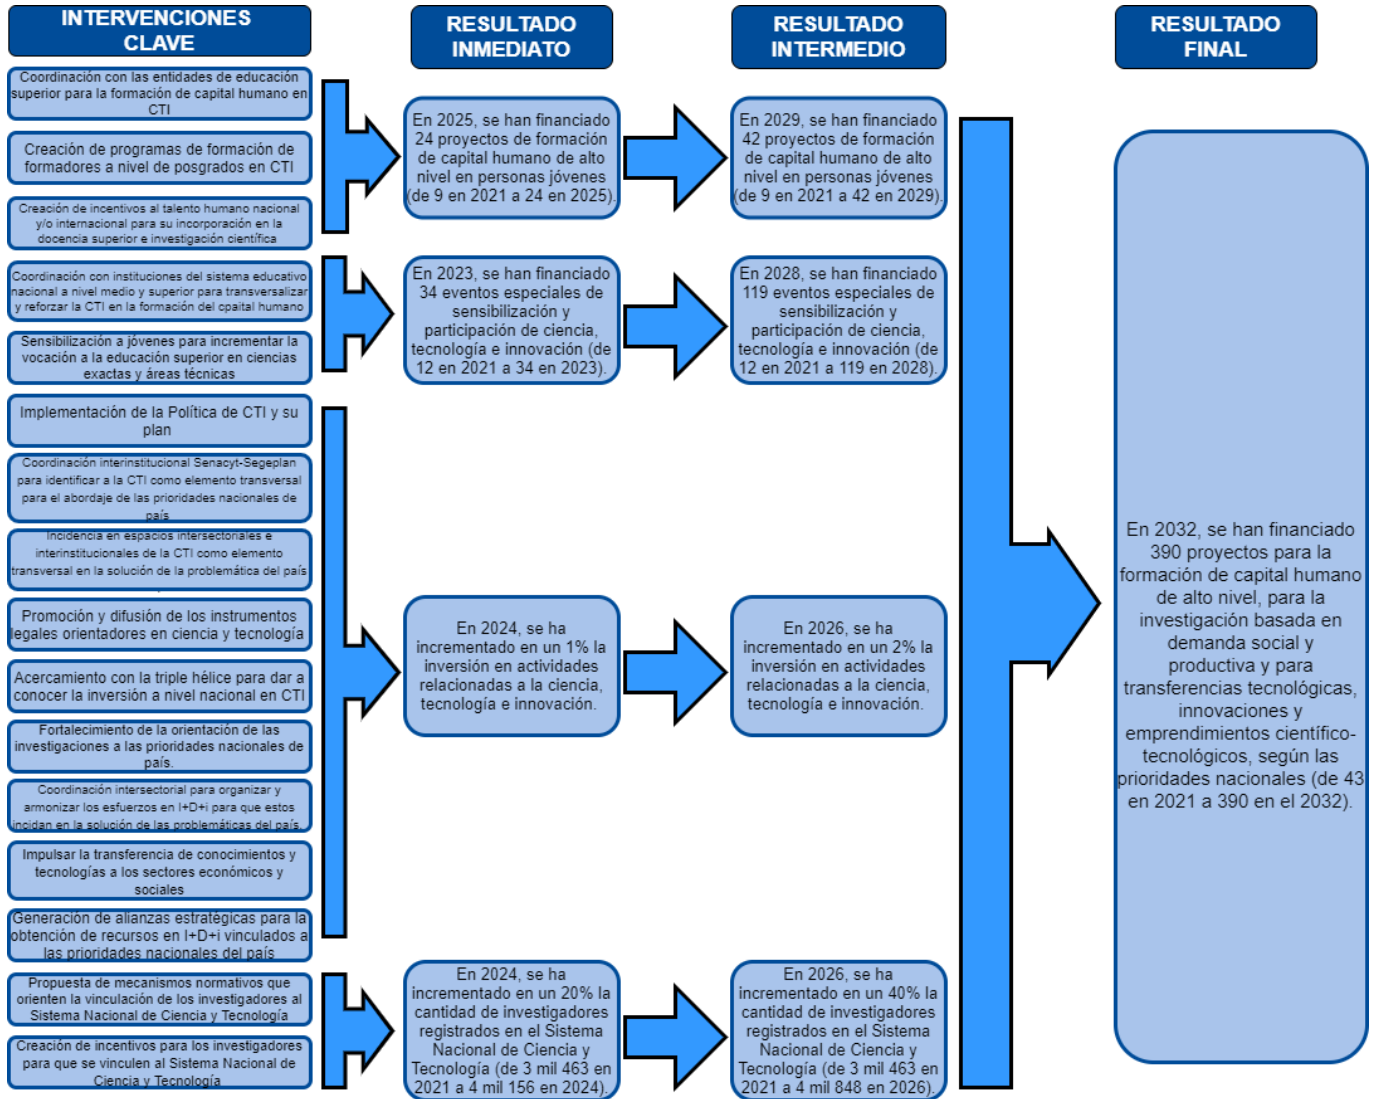 INTERVENCIONES
CLAVE
RESULTADO
INMEDIATO
RESULTADO
INTERMEDIO
RESULTADO
FINAL
Coordinación con las entidades de educación
superior para la formación de capital humano en
CTI
Creación de programas de formación de
formadores a nivel de posgrados en CTI
Creación de incentivos al talento humano nacional
y/o internacional para su incorporación en la
docencia superior e investigación científica
En 2025, se han financiado
24 proyectos de formación
de capital humano de alto
nivel en personas jóvenes
(de 9 en 2021 a 24 en 2025).
En 2029, se han financiado
42 proyectos de formación
de capital humano de alto
nivel en personas jóvenes
(de 9 en 2021 a 42 en 2029).
Coordinación con instituciones del sistema educativo
nacional a nivel medio y superior para transversalizar
y reforzar la CTI en la formación del cpaital humano
Sensibilización a jóvenes para incrementar la
vocación a la educación superior en ciencias
exactas y áreas técnicas
En 2023, se han financiado
34 eventos especiales de
sensibilización y
participación de ciencia,
tecnología e innovación (de
12 en 2021 a 34 en 2023).
En 2028, se han financiado
119 eventos especiales de
sensibilización y
participación de ciencia,
tecnología e innovación (de
12 en 2021 a 119 en 2028).
Implementación de la Política de CTI y su
plan
Coordinación interinstitucional Senacyt-Segeplan
para identificar a la CTI como elemento transversal
para el abordaje de las prioridades nacionales de
país
Incidencia en espacios intersectoriales e
interinstitucionales de la CTI como elemento
transversal en la solución de la problemática del país
Promoción y difusión de los instrumentos
legales orientadores en ciencia y tecnología
Acercamiento con la triple hélice para dar a
conocer la inversión a nivel nacional en CTI
Fortalecimiento de la orientación de las
investigaciones a las prioridades nacionales de
país.
Coordinación intersectorial para organizar y
armonizar los esfuerzos en I+D+i para que estos
incidan en la solución de las problemáticas del país.
Impulsar la transferencia de conocimientos y
tecnologías a los sectores económicos y
sociales
Generación de alianzas estratégicas para la
obtención de recursos en I+D+i vinculados a
las prioridades nacionales del país
En 2024, se ha
incrementado en un 1% la
inversión en actividades
relacionadas a la ciencia,
tecnología e innovación.
En 2026, se ha
incrementado en un 2% la
inversión en actividades
relacionadas a la ciencia,
tecnología e innovación.
Propuesta de mecanismos normativos que
orienten la vinculación de los investigadores al
Sistema Nacional de Ciencia y Tecnología
Creación de incentivos para los investigadores
para que se vinculen al Sistema Nacional de
Ciencia y Tecnología
En 2024, se ha
incrementado en un 20% la
cantidad de investigadores
registrados en el Sistema
Nacional de Ciencia y
Tecnología (de 3 mil 463 en
2021 a 4 mil 156 en 2024).
En 2026, se ha
incrementado en un 40% la
cantidad de investigadores
registrados en el Sistema
Nacional de Ciencia y
Tecnología (de 3 mil 463 en
2021 a 4 mil 848 en 2026).
En 2032, se han financiado
390 proyectos para la
formación de capital humano
de alto nivel, para la
investigación basada en
demanda social y
productiva y para
transferencias tecnológicas,
innovaciones y
emprendimientos científico-
tecnológicos, según las
prioridades nacionales (de 43
en 2021 a 390 en el 2032).